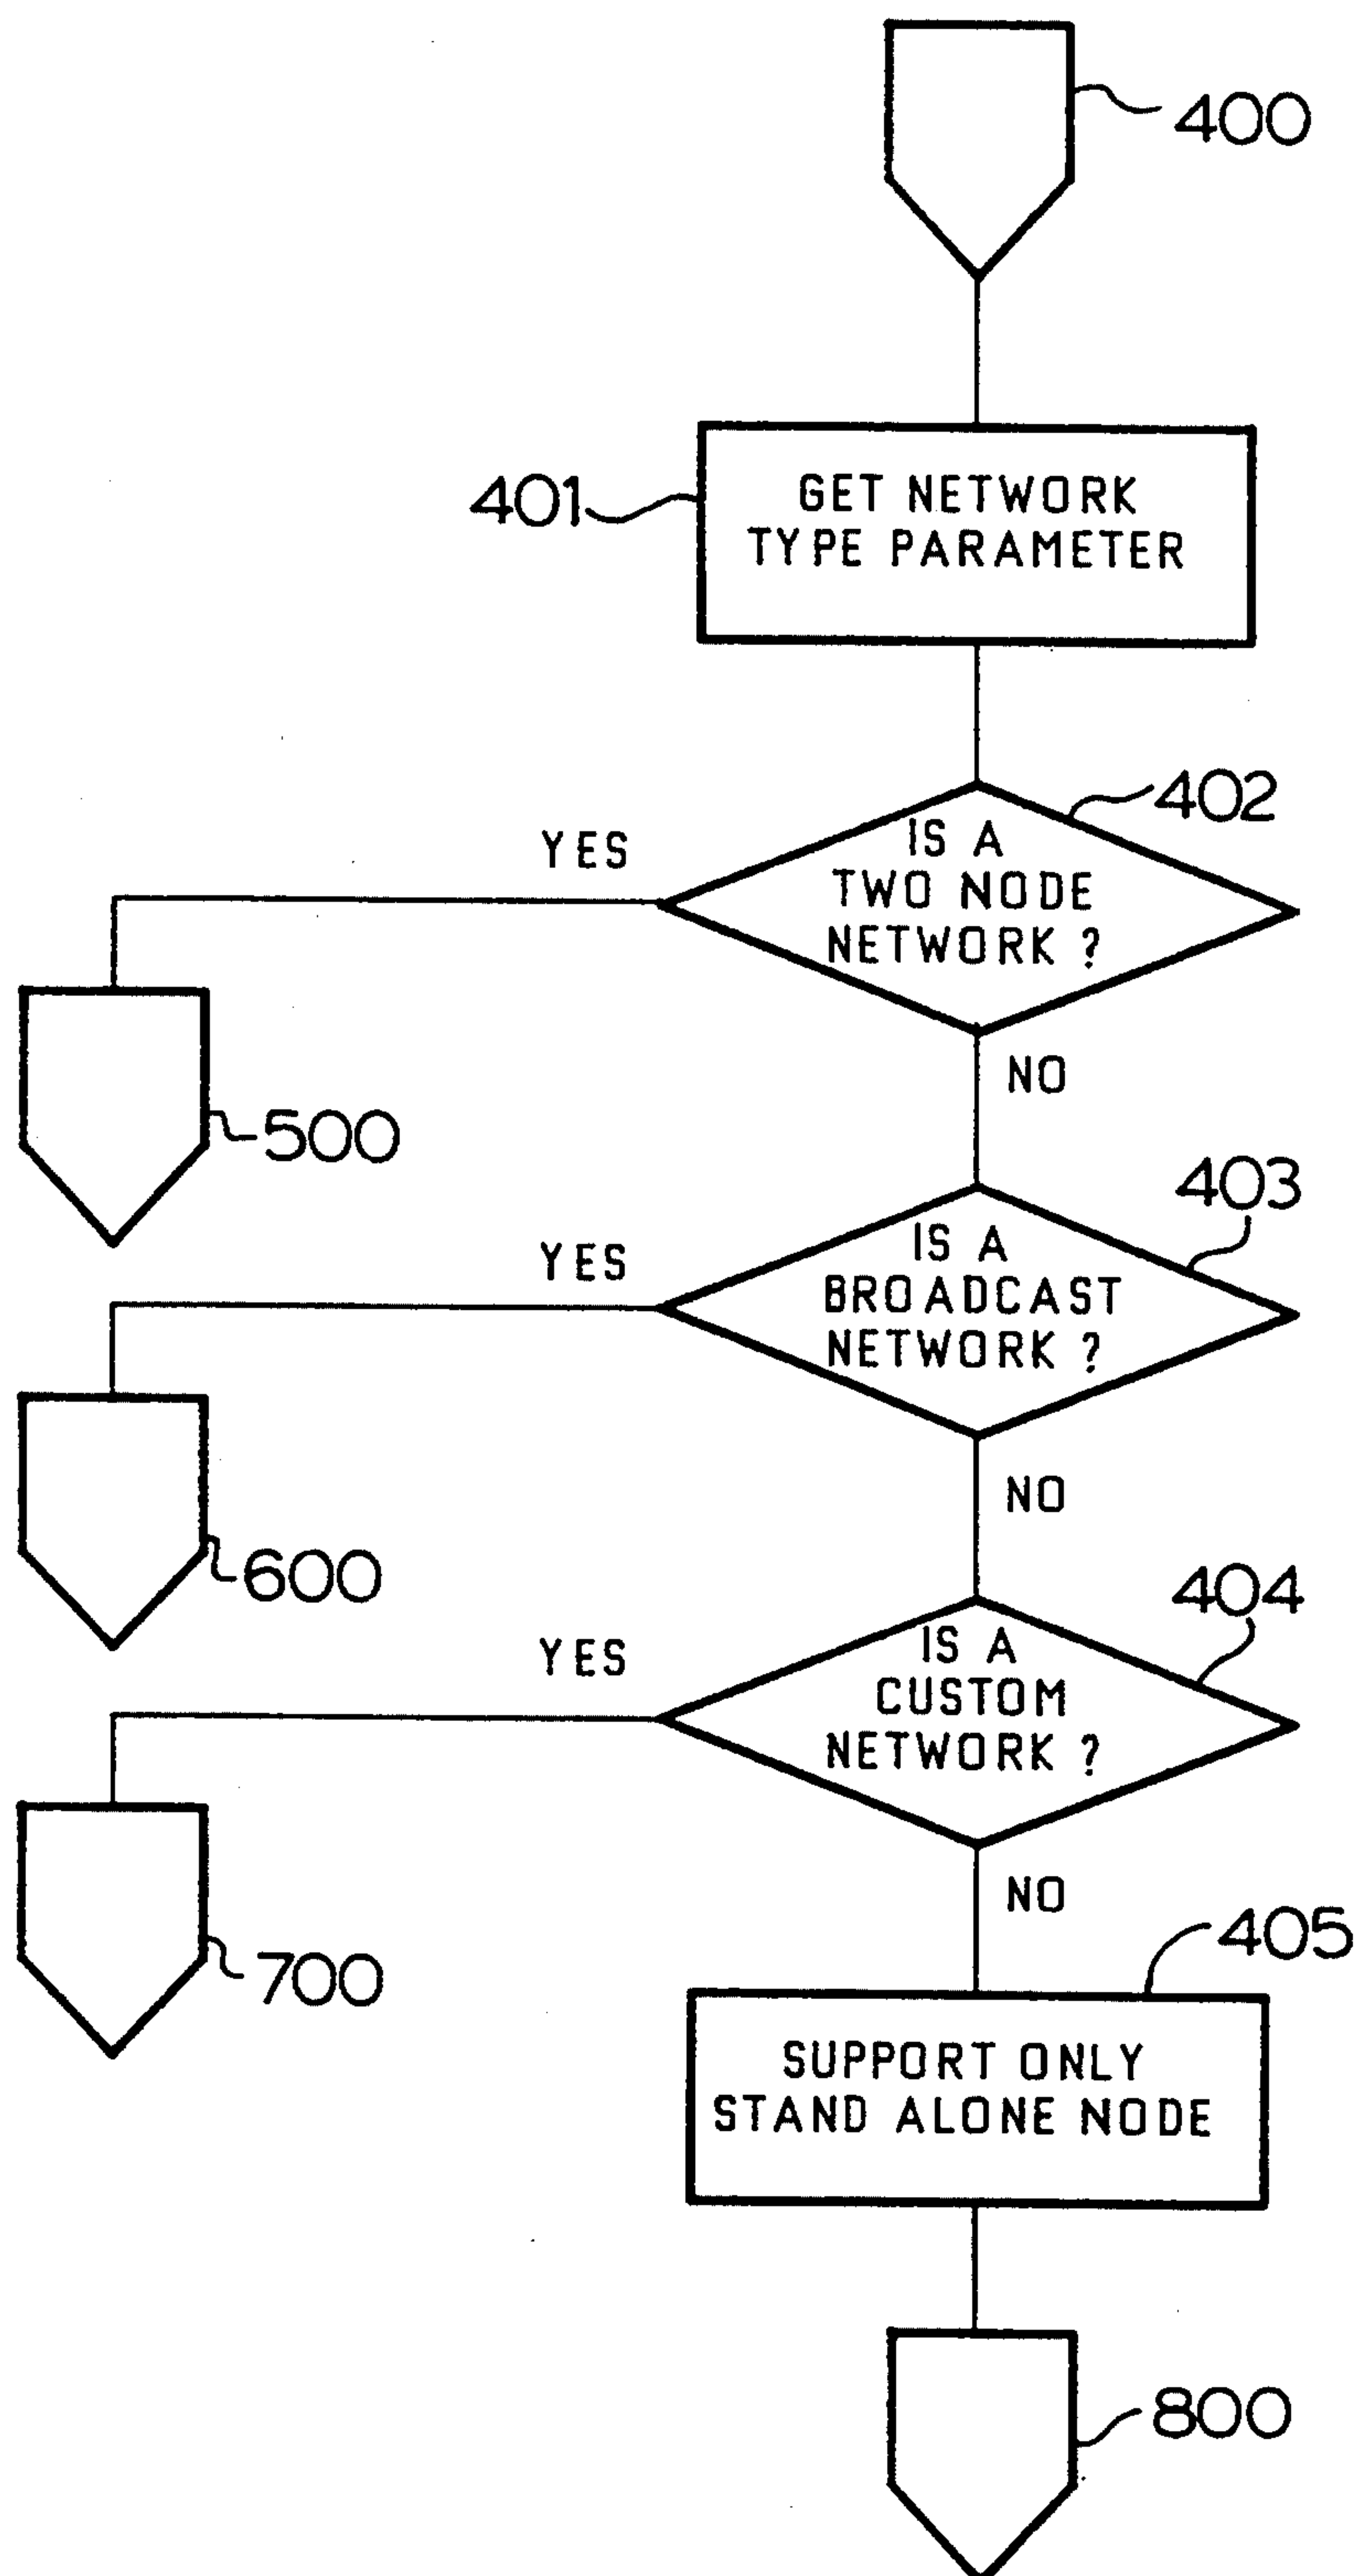 400
401
GET NETWORK
TYPE PARAMETER
402
YES
IS A
TWO NODE
NETWORK ?
NO
500
403
YES
IS A
BROADCAST
NETWORK ?
NO
600
404
YES
IS A
CUSTOM
NETWORK ?
NO
700
405
SUPPORT ONLY
STAND ALONE NODE
800